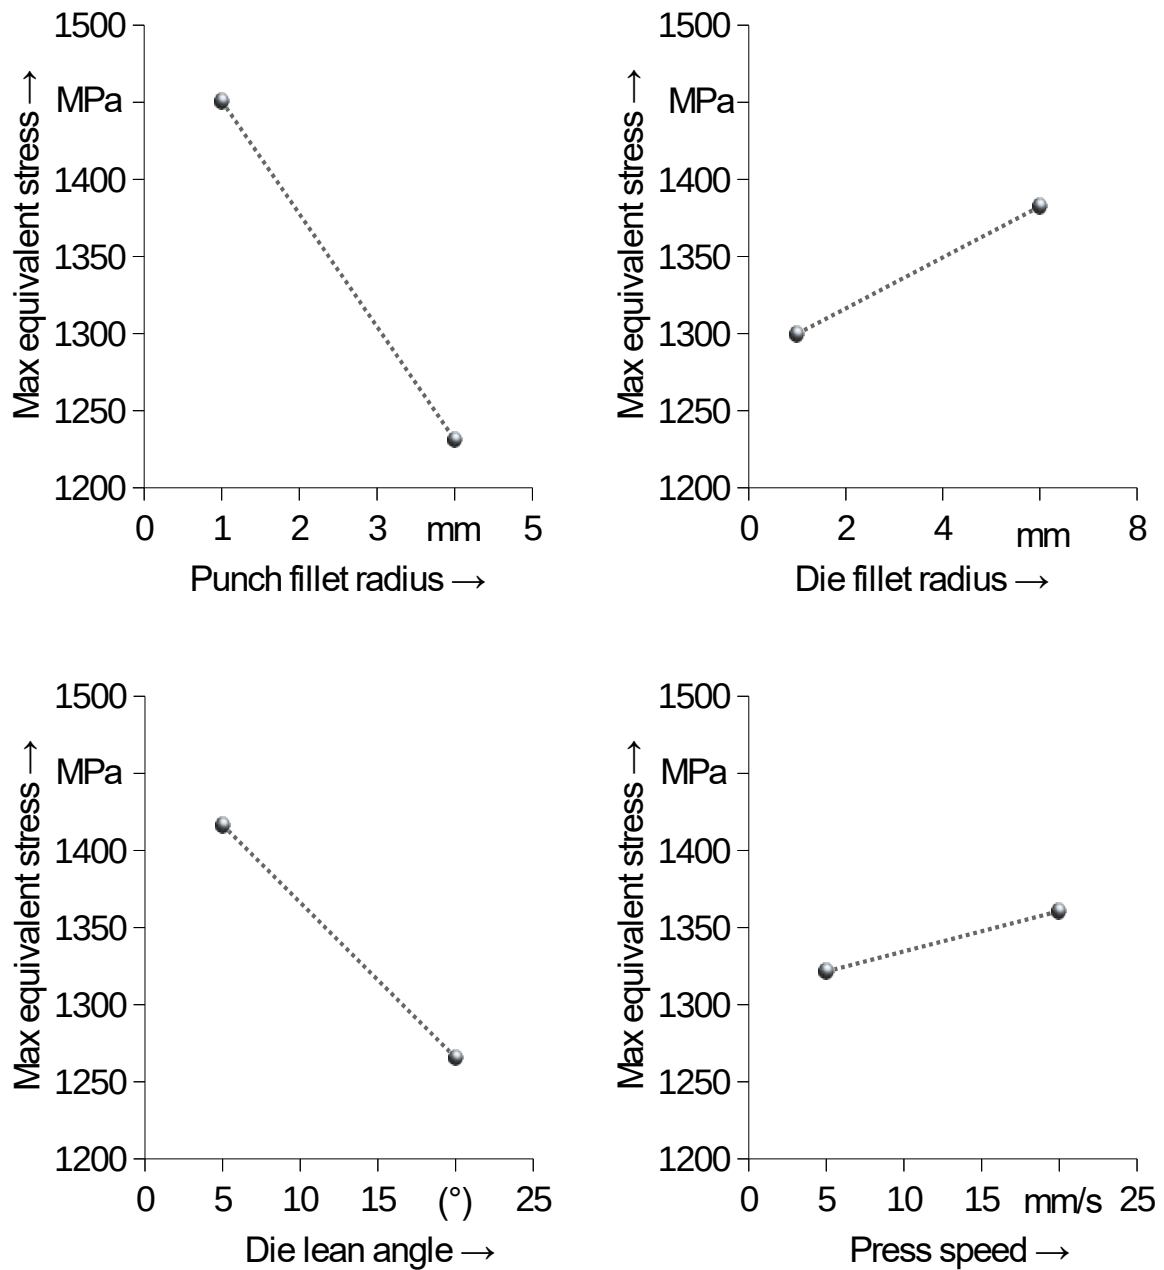 1500
MPa
1400
1350
1300
1250
1200
Max equivalent stress →
0 1 2 3 mm 5
Punch fillet radius →
1500
MPa
1400
1350
1300
1250
1200
Max equivalent stress →
0 2 4 mm 8
Die fillet radius →
1500
MPa
1400
1350
1300
1250
1200
Max equivalent stress →
0 5 10 15 (°) 25
Die lean angle →
1500
MPa
1400
1350
1300
1250
1200
Max equivalent stress →
0 5 10 15 mm/s 25
Press speed →